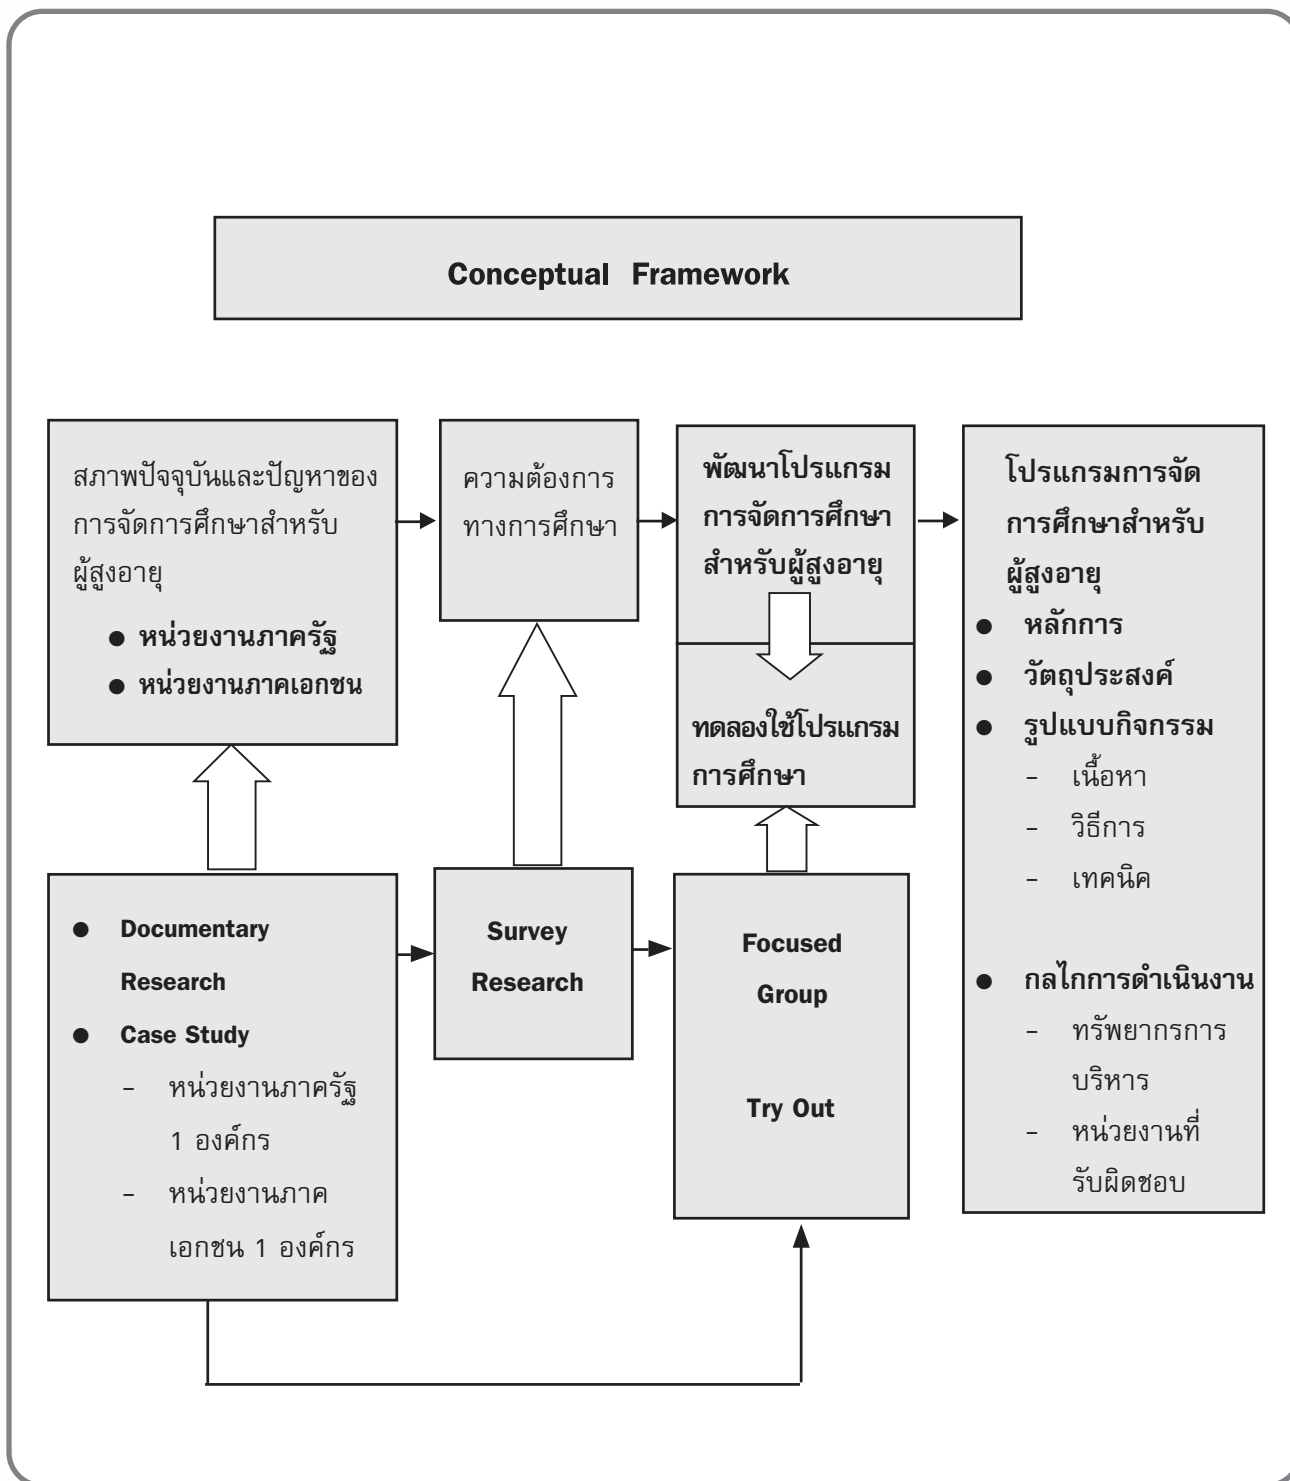 Conceptual Framework
สภาพปัจจุบันและปัญหาของ
การจัดการศึกษาสำหรับ
ผู้สูงอายุ
● หน่วยงานภาครัฐ
● หน่วยงานภาคเอกชน
ความต้องการ
ทางการศึกษา
พัฒนาโปรแกรม
การจัดการศึกษา
สำหรับผู้สูงอายุ
ทดลองใช้โปรแกรม
การศึกษา
โปรแกรมการจัด
การศึกษาสำหรับ
ผู้สูงอายุ
● หลักการ
● วัตถุประสงค์
● รูปแบบกิจกรรม
– เนื้อหา
– วิธีการ
– เทคนิค
● กลไกการดำเนินงาน
– ทรัพยากรการ
บริหาร
– หน่วยงานที่
รับผิดชอบ
● Documentary
Research
● Case Study
– หน่วยงานภาครัฐ
1 องค์กร
– หน่วยงานภาค
เอกชน 1 องค์กร
Survey
Research
Focused
Group
Try Out